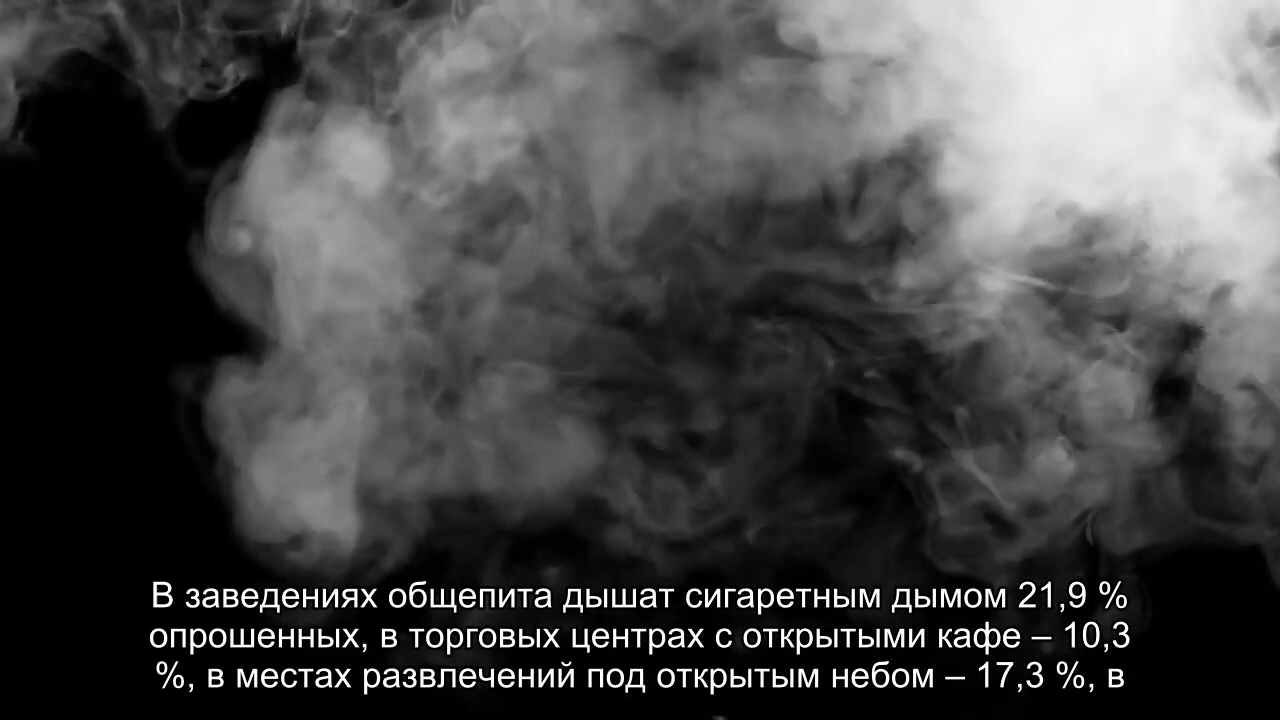 В заведениях общепита дышат сигаретным дымом 21,9 %
опрошенных, в торговых центрах с открытыми кафе – 10,3
%, в местах развлечений под открытым небом – 17,3 %, в